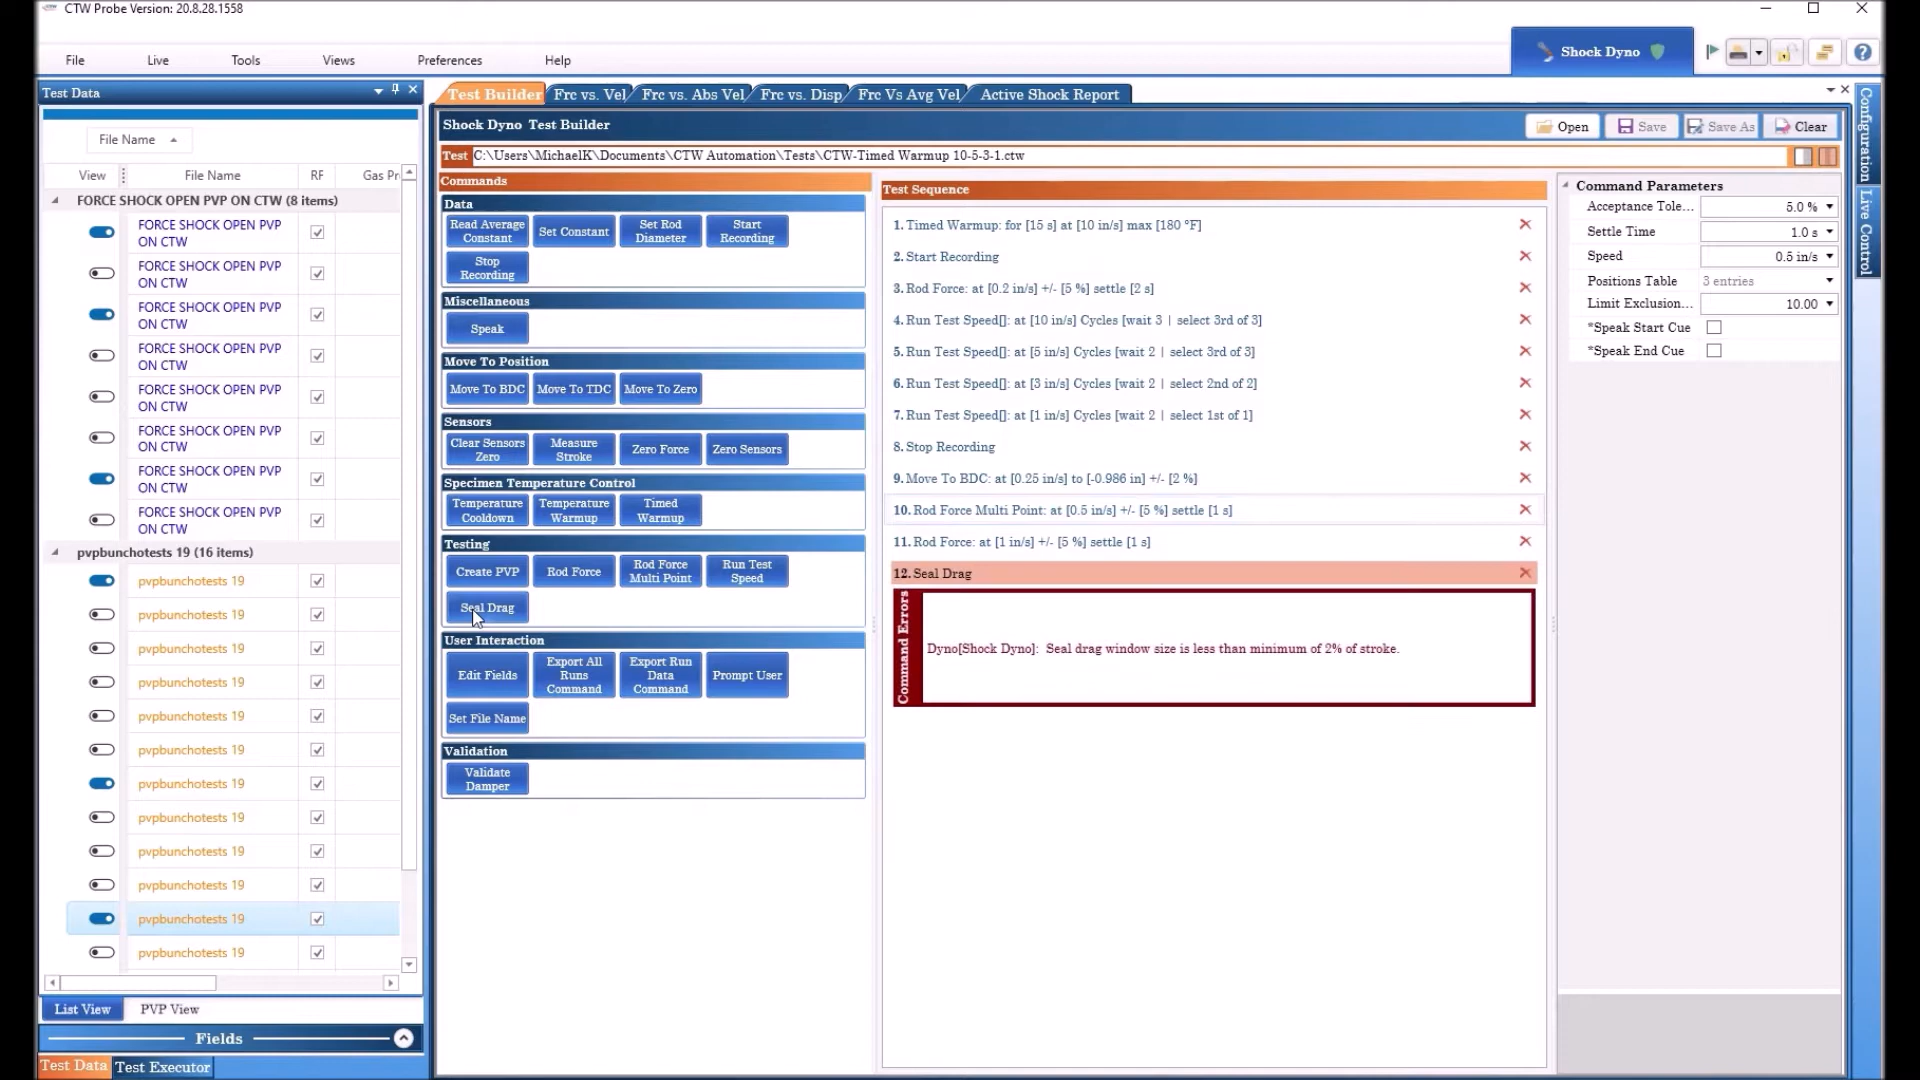 CTW Probe Version: 20.8.28.1558
File Live Tools Views Preferences Help
Shock Dyno
Test Data
File Name
View File Name RF Gas Pr
FORCE SHOCK OPEN PVP ON CTW (8 items)
FORCE SHOCK OPEN PVP
ON CTW
FORCE SHOCK OPEN PVP
ON CTW
FORCE SHOCK OPEN PVP
ON CTW
FORCE SHOCK OPEN PVP
ON CTW
FORCE SHOCK OPEN PVP
ON CTW
FORCE SHOCK OPEN PVP
ON CTW
FORCE SHOCK OPEN PVP
ON CTW
FORCE SHOCK OPEN PVP
ON CTW
pvpbunchotests 19 (16 items)
pvpbunchotests 19
pvpbunchotests 19
pvpbunchotests 19
pvpbunchotests 19
pvpbunchotests 19
pvpbunchotests 19
pvpbunchotests 19
pvpbunchotests 19
pvpbunchotests 19
pvpbunchotests 19
pvpbunchotests 19
pvpbunchotests 19
List View PVP View
Fields
Test Data Test Executor
Test Builder Frc vs. Vel Frc vs. Abs Vel Frc vs. Disp Frc Vs Avg Vel Active Shock Report
Shock Dyno Test Builder
Open Save Save As Clear
Test C:\Users\MichaelK\Documents\CTW Automation\Tests\CTW-Timed Warmup 10-5-3-1.ctw
Commands
Data
Read Average
Constant
Set Constant
Set Rod
Diameter
Start
Recording
Stop
Recording
Miscellaneous
Speak
Move To Position
Move To BDC Move To TDC Move To Zero
Sensors
Clear Sensors
Zero
Measure
Stroke
Zero Force
Zero Sensors
Specimen Temperature Control
Temperature
Cooldown
Temperature
Warmup
Timed
Warmup
Testing
Create PVP
Rod Force
Rod Force
Multi Point
Run Test
Speed
Seal Drag
User Interaction
Edit Fields
Export All
Runs
Command
Export Run
Data
Command
Prompt User
Set File Name
Validation
Validate
Damper
Test Sequence
1. Timed Warmup: for [15 s] at [10 in/s] max [180 °F]
2. Start Recording
3. Rod Force: at [0.2 in/s] +/- [5 %] settle [2 s]
4. Run Test Speed[]: at [10 in/s] Cycles [wait 3 | select 3rd of 3]
5. Run Test Speed[]: at [5 in/s] Cycles [wait 2 | select 3rd of 3]
6. Run Test Speed[]: at [3 in/s] Cycles [wait 2 | select 2nd of 2]
7. Run Test Speed[]: at [1 in/s] Cycles [wait 2 | select 1st of 1]
8. Stop Recording
9. Move To BDC: at [0.25 in/s] to [-0.986 in] +/- [2 %]
10. Rod Force Multi Point: at [0.5 in/s] +/- [5 %] settle [1 s]
11. Rod Force: at [1 in/s] +/- [5 %] settle [1 s]
12. Seal Drag
Command Errors
Dyno[Shock Dyno]: Seal drag window size is less than minimum of 2% of stroke.
Command Parameters
Acceptance Tole... 5.0 %
Settle Time 1.0 s
Speed 0.5 in/s
Positions Table 3 entries
Limit Exclusion... 10.00
*Speak Start Cue
*Speak End Cue
Configuration
Live Control